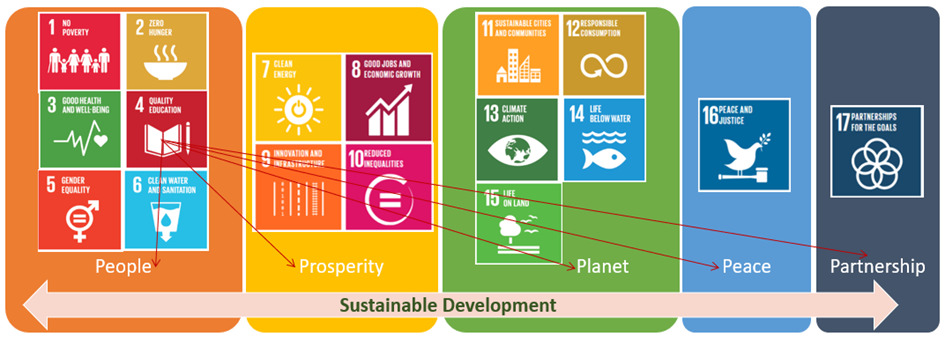 1 NO
POVERTY
2 ZERO
HUNGER
3 GOOD HEALTH
AND WELL-BEING
4 QUALITY
EDUCATION
5 GENDER
EQUALITY
6 CLEAN WATER
AND SANITATION
People
7 CLEAN
ENERGY
8 GOOD JOBS AND
ECONOMIC GROWTH
9 INNOVATION AND
INFRASTRUCTURE
10 REDUCED
INEQUALITIES
Prosperity
11 SUSTAINABLE CITIES
AND COMMUNITIES
12 RESPONSIBLE
CONSUMPTION
13 CLIMATE
ACTION
14 LIFE
BELOW WATER
15 LIFE
ON LAND
Planet
16 PEACE AND
JUSTICE
Peace
17 PARTNERSHIPS
FOR THE GOALS
Partnership
Sustainable Development